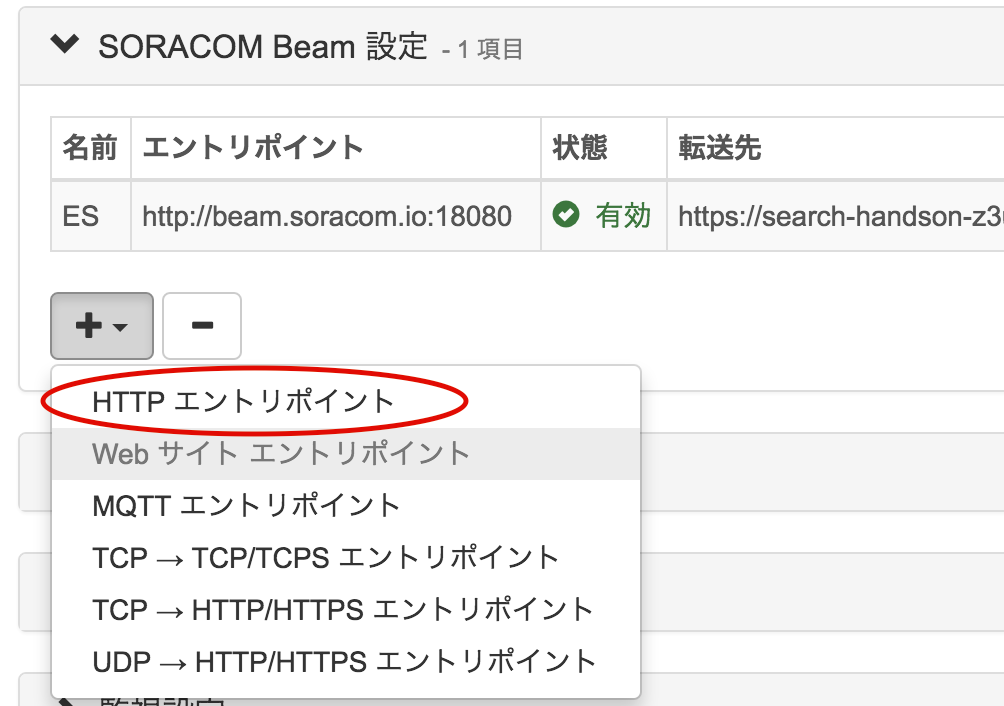 SORACOM Beam 設定 - 1 項目
名前 エントリポイント 状態 転送先
ES http://beam.soracom.io:18080 有効 https://search-handson-z3
HTTP エントリポイント
Web サイト エントリポイント
MQTT エントリポイント
TCP → TCP/TCPS エントリポイント
TCP → HTTP/HTTPS エントリポイント
UDP → HTTP/HTTPS エントリポイント
監視設定